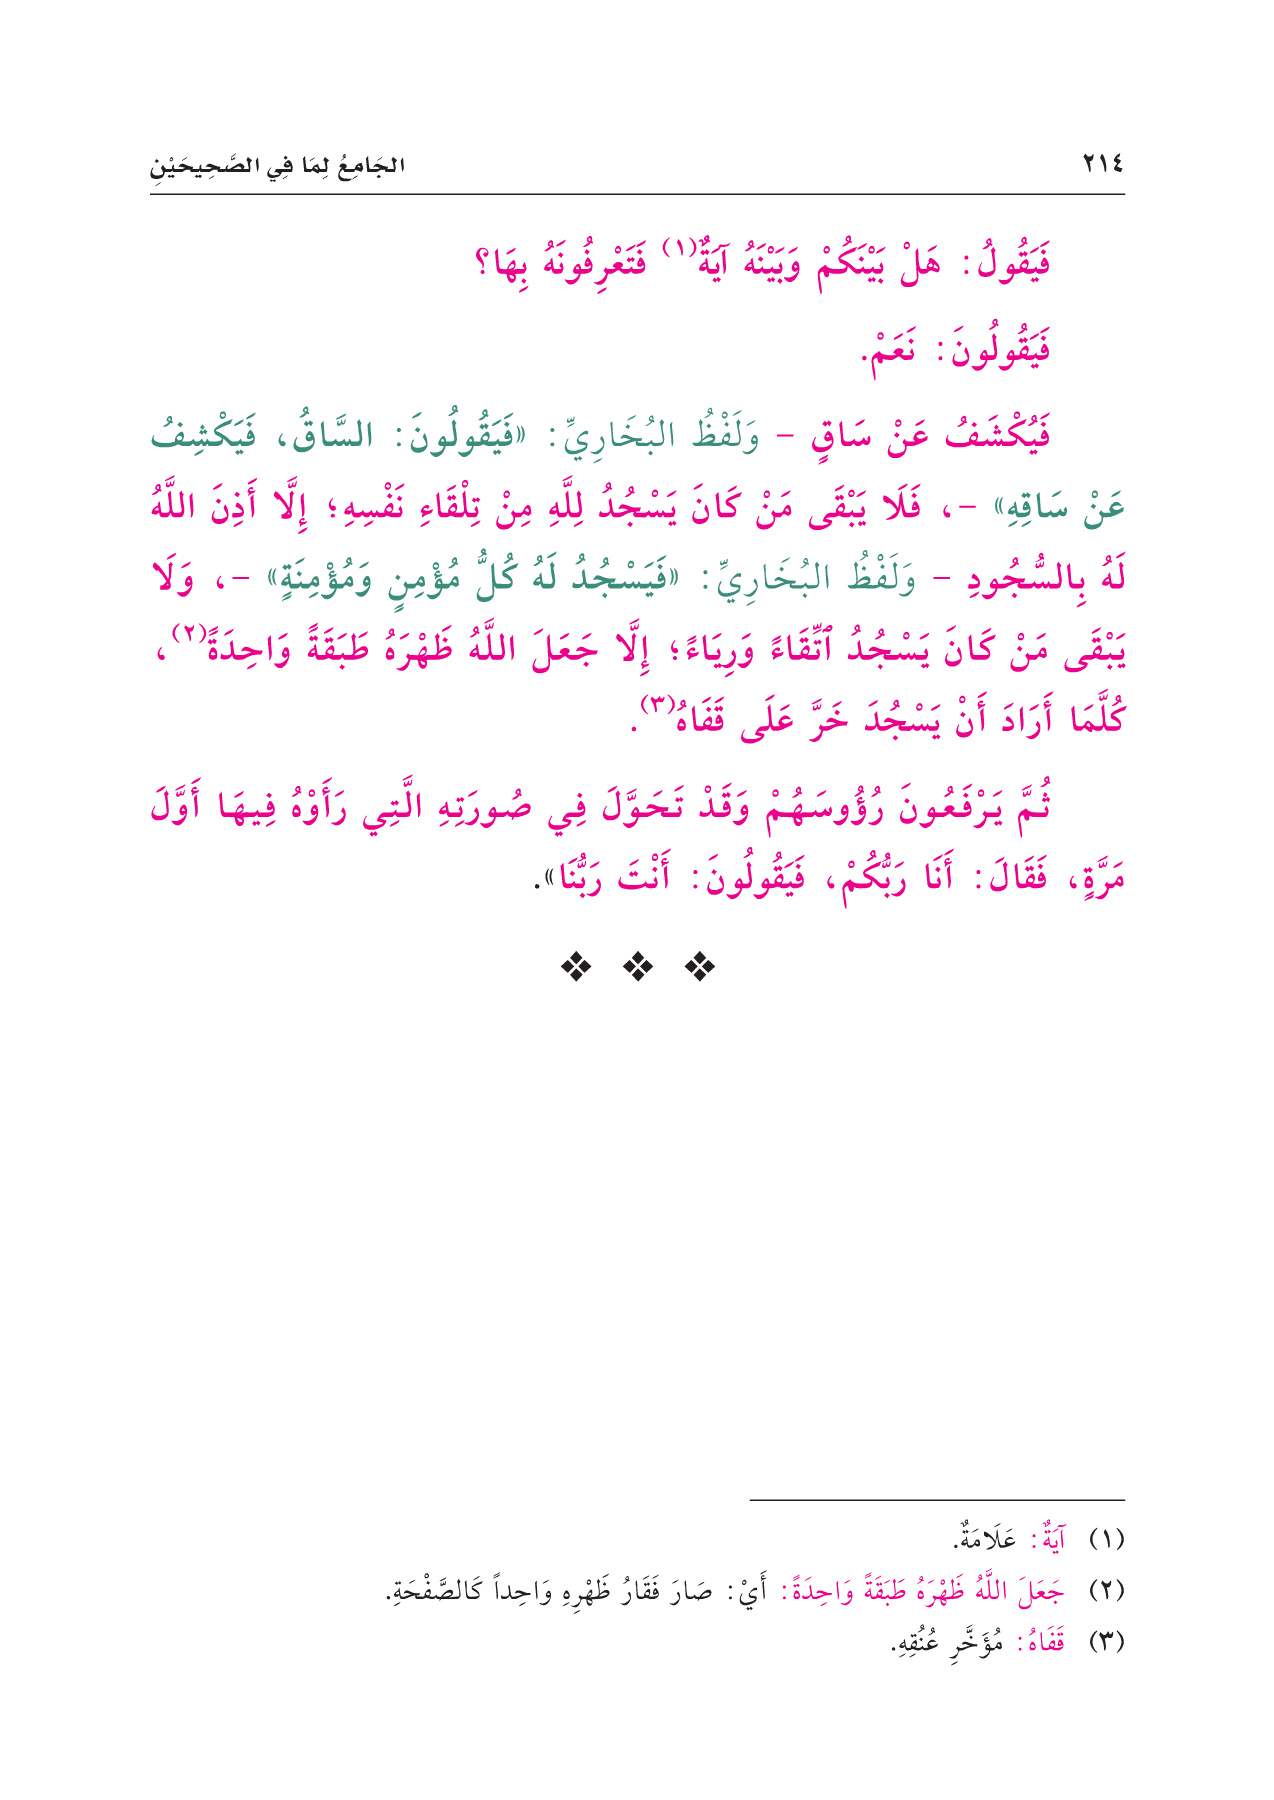 ٢١٤ الجَامِعُ لِمَا فِي الصَّحِيحَيْنِ
فَيَقُولُ: هَلْ بَيْنَكُمْ وَبَيْنَهُ آيَةٌ(١) فَتَعْرِفُونَهُ بِهَا؟
فَيَقُولُونَ: نَعَمْ.
فَيُكْشَفُ عَنْ سَاقٍ - وَلَفْظُ البُخَارِيِّ: «فَيَقُولُونَ: السَّاقُ، فَيَكْشِفُ
عَنْ سَاقِهِ» -، فَلَا يَبْقَى مَنْ كَانَ يَسْجُدُ لِلَّهِ مِنْ تِلْقَاءِ نَفْسِهِ؛ إِلَّا أَذِنَ اللَّهُ
لَهُ بِالسُّجُودِ - وَلَفْظُ البُخَارِيِّ: «فَيَسْجُدُ لَهُ كُلُّ مُؤْمِنٍ وَمُؤْمِنَةٍ» -، وَلَا
يَبْقَى مَنْ كَانَ يَسْجُدُ ٱتِّقَاءً وَرِيَاءً؛ إِلَّا جَعَلَ اللَّهُ ظَهْرَهُ طَبَقَةً وَاحِدَةً(٢)،
كُلَّمَا أَرَادَ أَنْ يَسْجُدَ خَرَّ عَلَى قَفَاهُ(٣).
ثُمَّ يَرْفَعُونَ رُؤُوسَهُمْ وَقَدْ تَحَوَّلَ فِي صُورَتِهِ الَّتِي رَأَوْهُ فِيهَا أَوَّلَ
مَرَّةٍ، فَقَالَ: أَنَا رَبُّكُمْ، فَيَقُولُونَ: أَنْتَ رَبُّنَا».
(١) آيَةٌ: عَلَامَةٌ.
(٢) جَعَلَ اللَّهُ ظَهْرَهُ طَبَقَةً وَاحِدَةً: أَيْ: صَارَ فَقَارُ ظَهْرِهِ وَاحِداً كَالصَّفْحَةِ.
(٣) قَفَاهُ: مُؤَخَّرِ عُنُقِهِ.